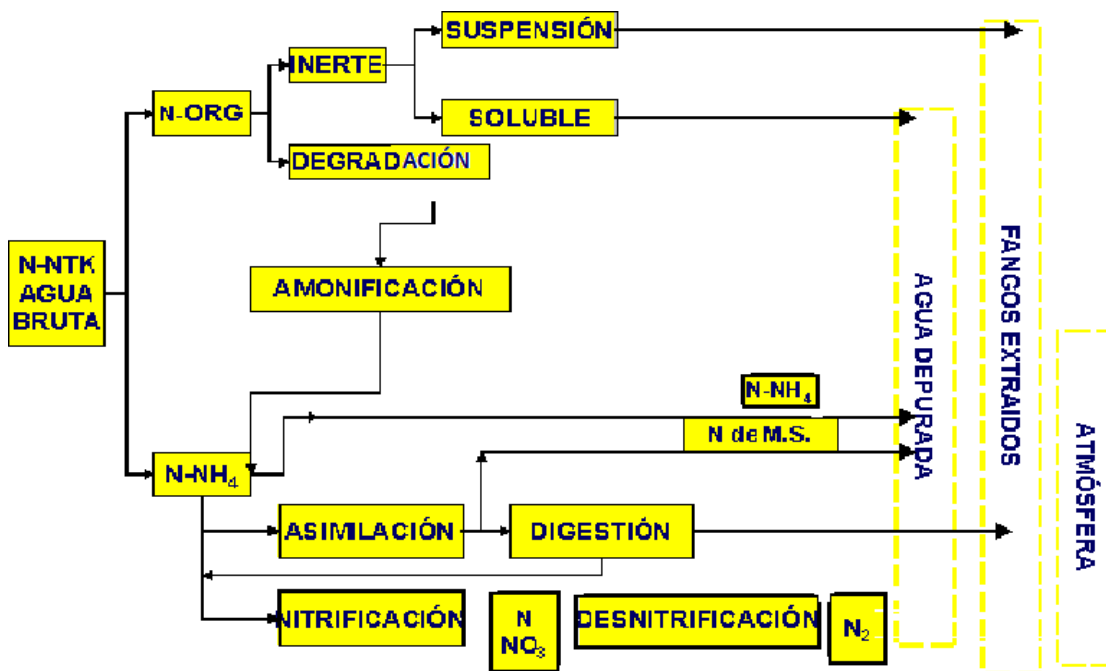 SUSPENSIÓN
INERTE
N-ORG
SOLUBLE
DEGRADACIÓN
N-NTK
AGUA
BRUTA
AMONIFICACIÓN
N-NH₄
N de M.S.
N-NH₄
ASIMILACIÓN
DIGESTIÓN
NITRIFICACIÓN
N
NO₃
DESNITRIFICACIÓN
N₂
AGUA DEPURADA
FANGOS EXTRAIDOS
ATMÓSFERA